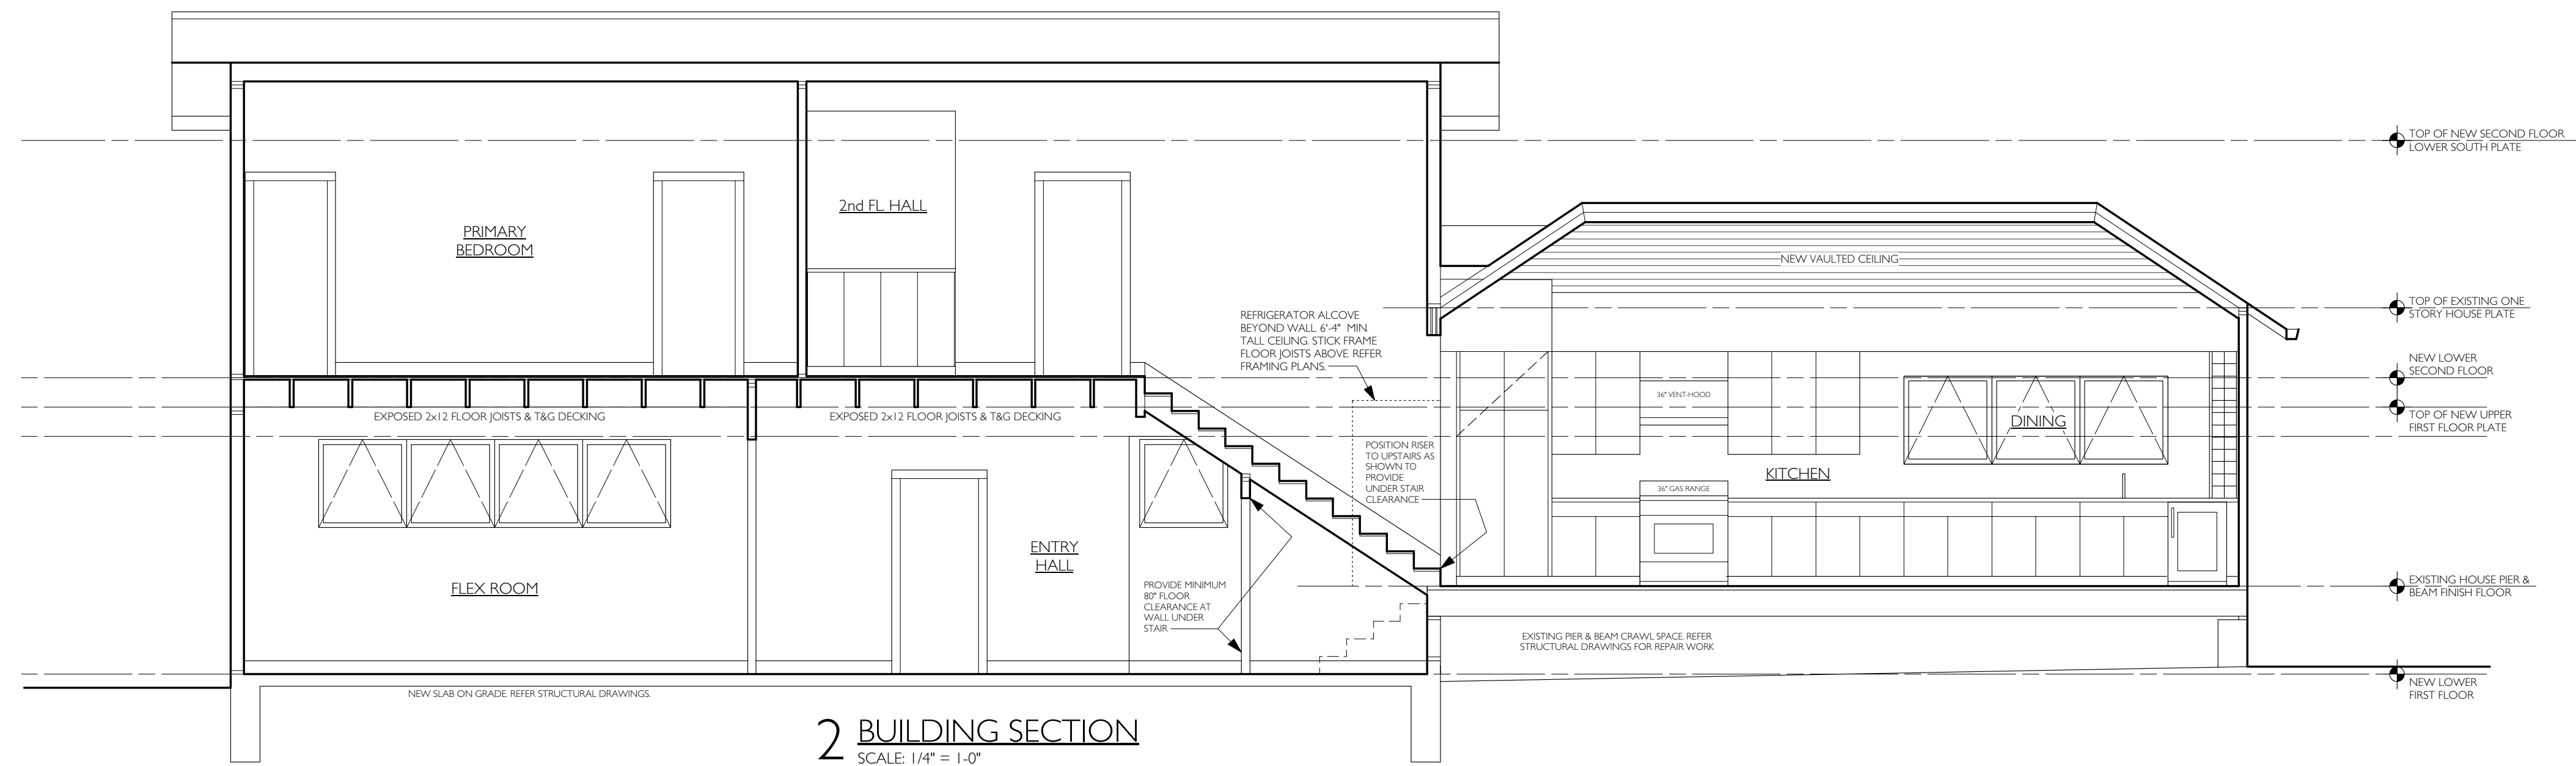 TOP OF NEW SECOND FLOOR
LOWER SOUTH PLATE
2nd FL. HALL
PRIMARY
BEDROOM
NEW VAULTED CEILING
TOP OF EXISTING ONE
STORY HOUSE PLATE
REFRIGERATOR ALCOVE
BEYOND WALL 6'-4" MIN.
TALL CEILING. STICK FRAME
FLOOR JOISTS ABOVE. REFER
FRAMING PLANS.
NEW LOWER
SECOND FLOOR
36" VENT-HOOD
EXPOSED 2x12 FLOOR JOISTS & T&G DECKING
EXPOSED 2x12 FLOOR JOISTS & T&G DECKING
DINING
TOP OF NEW UPPER
FIRST FLOOR PLATE
POSITION RISER
TO UPSTAIRS AS
SHOWN TO
PROVIDE
UNDER STAIR
CLEARANCE
KITCHEN
36" GAS RANGE
ENTRY
HALL
FLEX ROOM
PROVIDE MINIMUM
80" FLOOR
CLEARANCE AT
WALL UNDER
STAIR
EXISTING HOUSE PIER &
BEAM FINISH FLOOR
EXISTING PIER & BEAM CRAWL SPACE. REFER
STRUCTURAL DRAWINGS FOR REPAIR WORK
NEW SLAB ON GRADE. REFER STRUCTURAL DRAWINGS.
NEW LOWER
FIRST FLOOR
2 BUILDING SECTION
SCALE: 1/4" = 1-0"